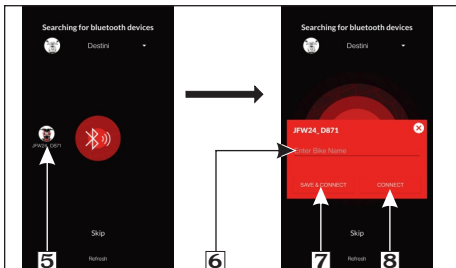 Searching for bluetooth devices
Destini
JFW24_D871
Skip
Refresh
5
Searching for bluetooth devices
Destini
JFW24_D871
Enter Bike Name
SAVE & CONNECT CONNECT
Skip
Refresh
6
7
8